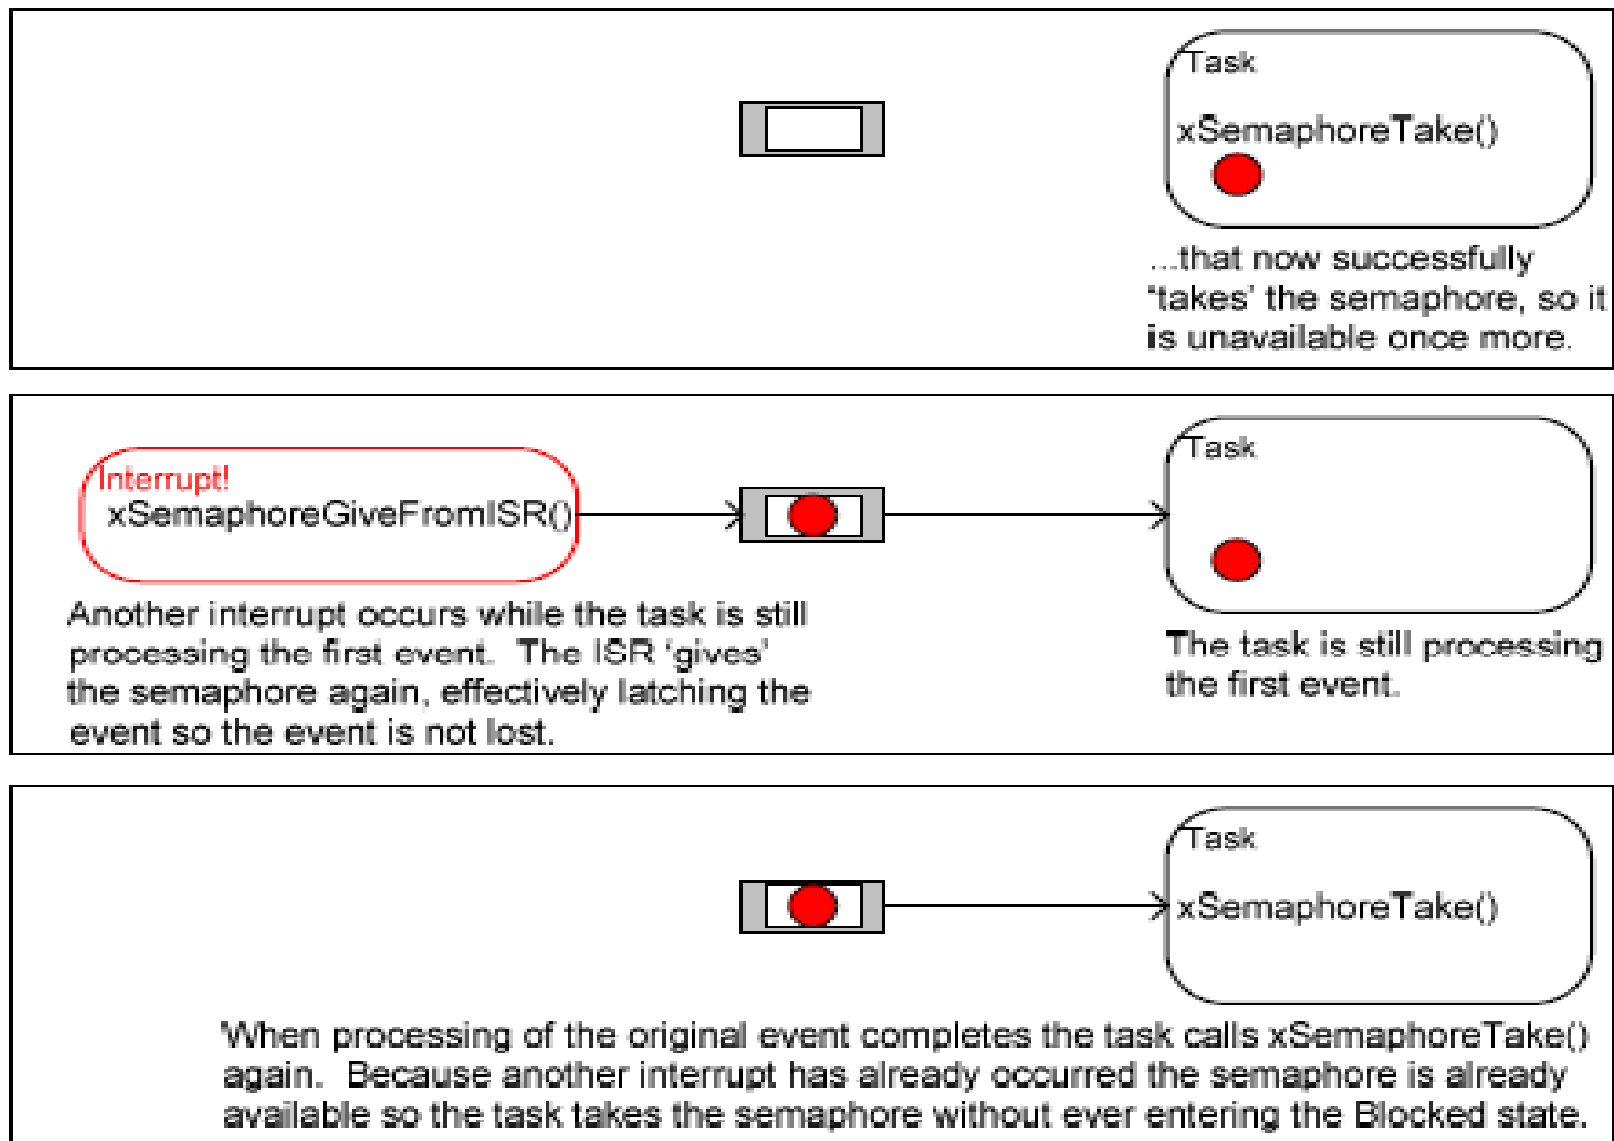 Task
xSemaphoreTake()
...that now successfully
‘takes’ the semaphore, so it
is unavailable once more.
Interrupt!
xSemaphoreGiveFromISR()
Another interrupt occurs while the task is still
processing the first event.  The ISR ‘gives’
the semaphore again, effectively latching the
event so the event is not lost.
Task
The task is still processing
the first event.
Task
xSemaphoreTake()
When processing of the original event completes the task calls xSemaphoreTake()
again.  Because another interrupt has already occurred the semaphore is already
available so the task takes the semaphore without ever entering the Blocked state.